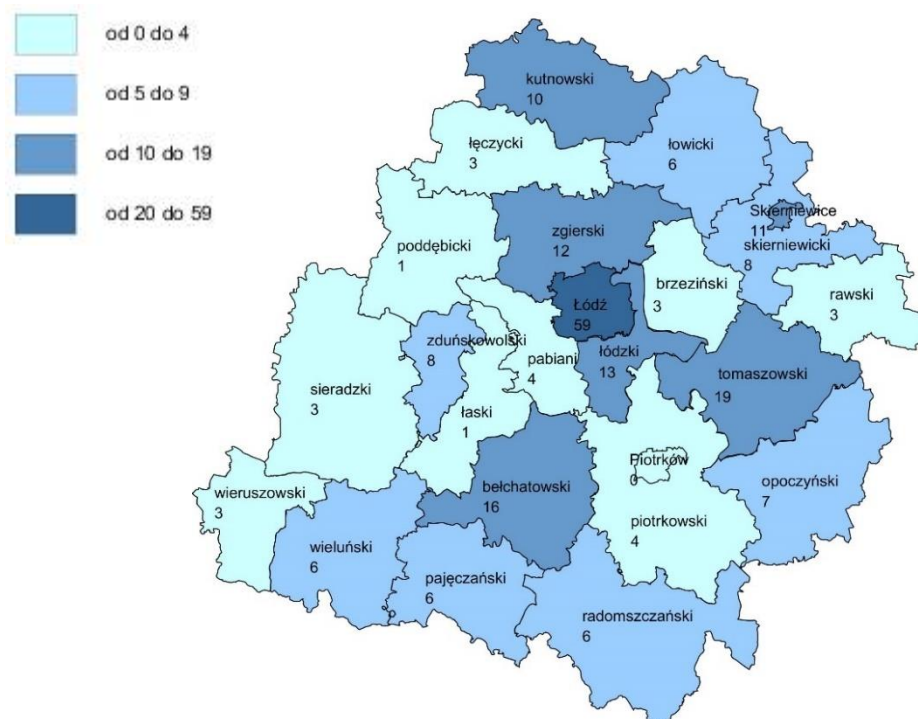 od 0 do 4
od 5 do 9
od 10 do 19
od 20 do 59
kutnowski
10
łęczycki
3
łowicki
6
Skierniewice
11
skierniewicki
8
zgierski
12
poddębicki
1
brzeziński
3
rawski
3
Łódź
59
zduńskowolski
8
pabiani
4
łódzki
13
tomaszowski
19
sieradzki
3
łaski
1
Piotrków
0
opoczyński
7
wieruszowski
3
bełchatowski
16
piotrkowski
4
wieluński
6
pajęczański
6
radomszczański
6